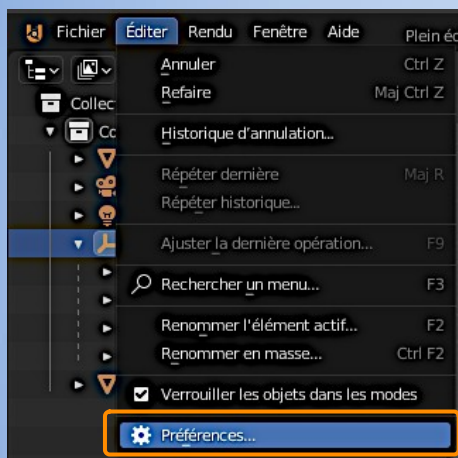 Fichier Éditer Rendu Fenêtre Aide Plein éc
Annuler Ctrl Z
Refaire Maj Ctrl Z
Collec
Co
Historique d'annulation...
Répéter dernière Maj R
Répéter historique...
Ajuster la dernière opération... F9
Rechercher un menu... F3
Renommer l'élément actif... F2
Renommer en masse... Ctrl F2
Verrouiller les objets dans les modes
Préférences...